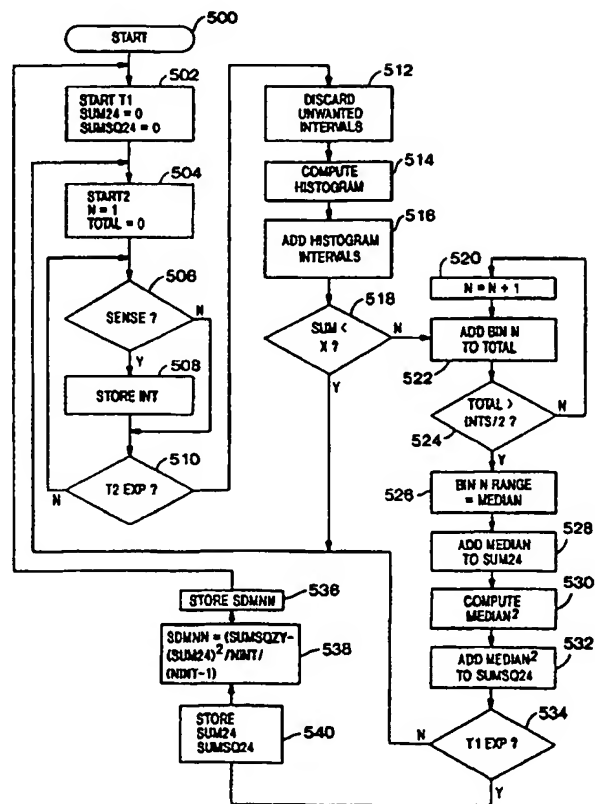 START
500
502
START T1
SUM24 = 0
SUMSQ24 = 0
504
START2
N = 1
TOTAL = 0
506
SENSE ?
N
Y
508
STORE INT
510
T2 EXP ?
N
512
DISCARD
UNWANTED
INTERVALS
514
COMPUTE
HISTOGRAM
516
ADD HISTOGRAM
INTERVALS
518
SUM <
X ?
N
Y
520
N = N + 1
ADD BIN N
TO TOTAL
522
TOTAL >
INTS/2 ?
N
524
Y
526
BIN N RANGE
= MEDIAN
528
ADD MEDIAN
TO SUM24
530
COMPUTE
MEDIAN²
532
ADD MEDIAN²
TO SUMSQ24
534
T1 EXP ?
N
Y
STORE SDMNN
536
SDMNN = (SUMSQZY-
(SUM24)²/NINT/
(NINT-1)
538
STORE
SUM24
SUMSQ24
540